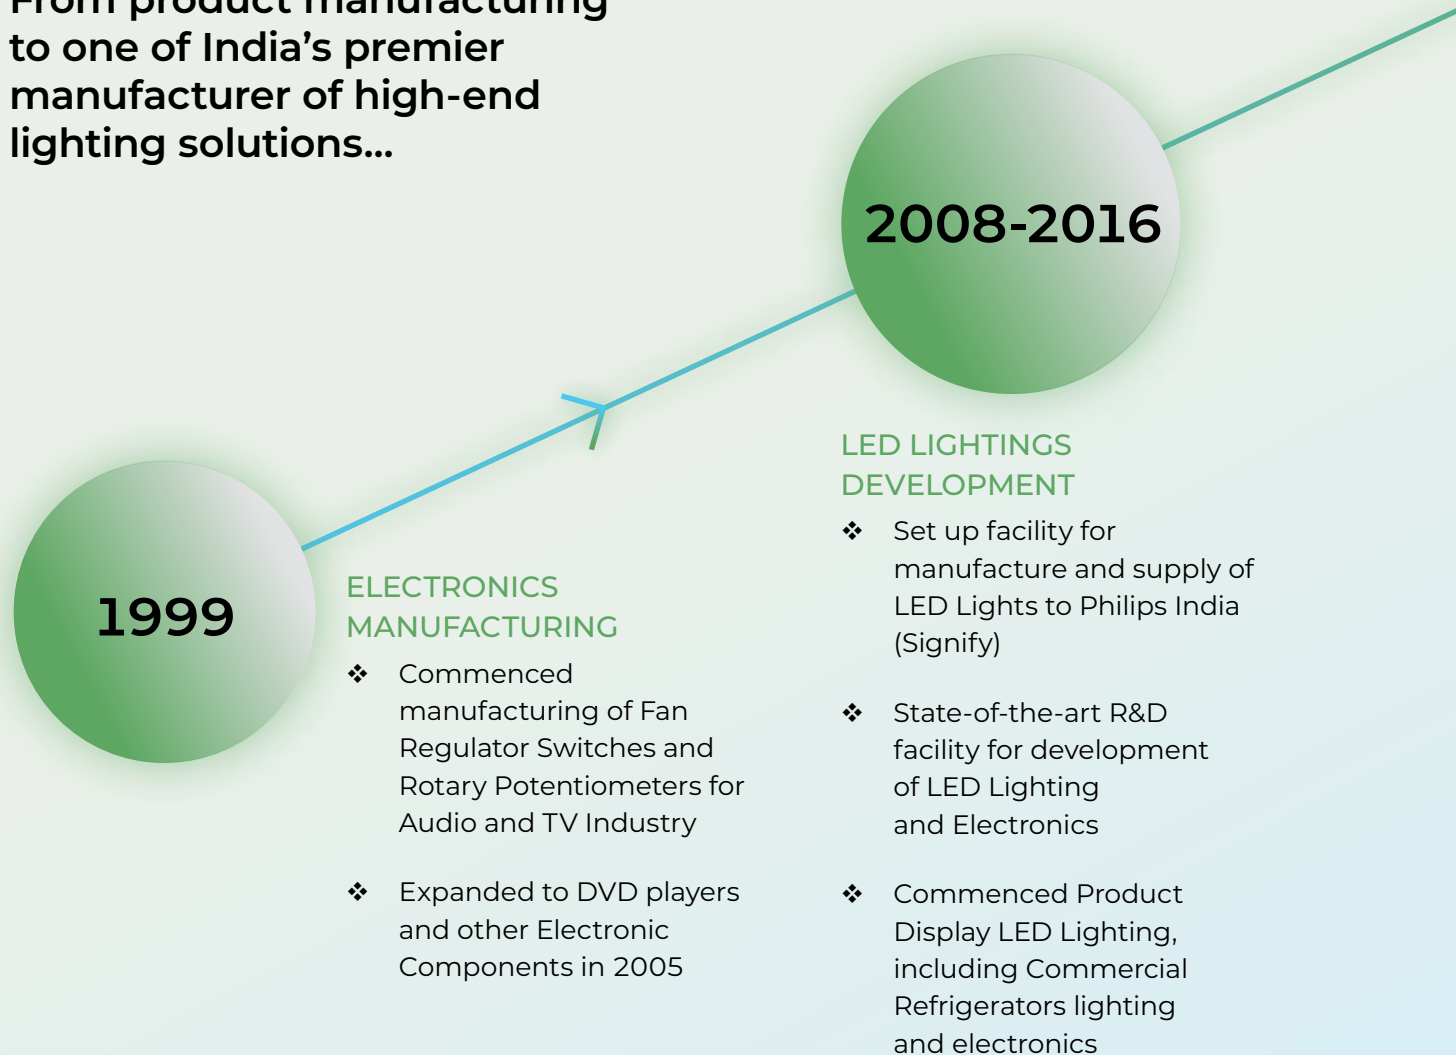 From product manufacturing
to one of India’s premier
manufacturer of high-end
lighting solutions...
2008-2016
1999
ELECTRONICS
MANUFACTURING
❖ Commenced
manufacturing of Fan
Regulator Switches and
Rotary Potentiometers for
Audio and TV Industry
❖ Expanded to DVD players
and other Electronic
Components in 2005
LED LIGHTINGS
DEVELOPMENT
❖ Set up facility for
manufacture and supply of
LED Lights to Philips India
(Signify)
❖ State-of-the-art R&D
facility for development
of LED Lighting
and Electronics
❖ Commenced Product
Display LED Lighting,
including Commercial
Refrigerators lighting
and electronics